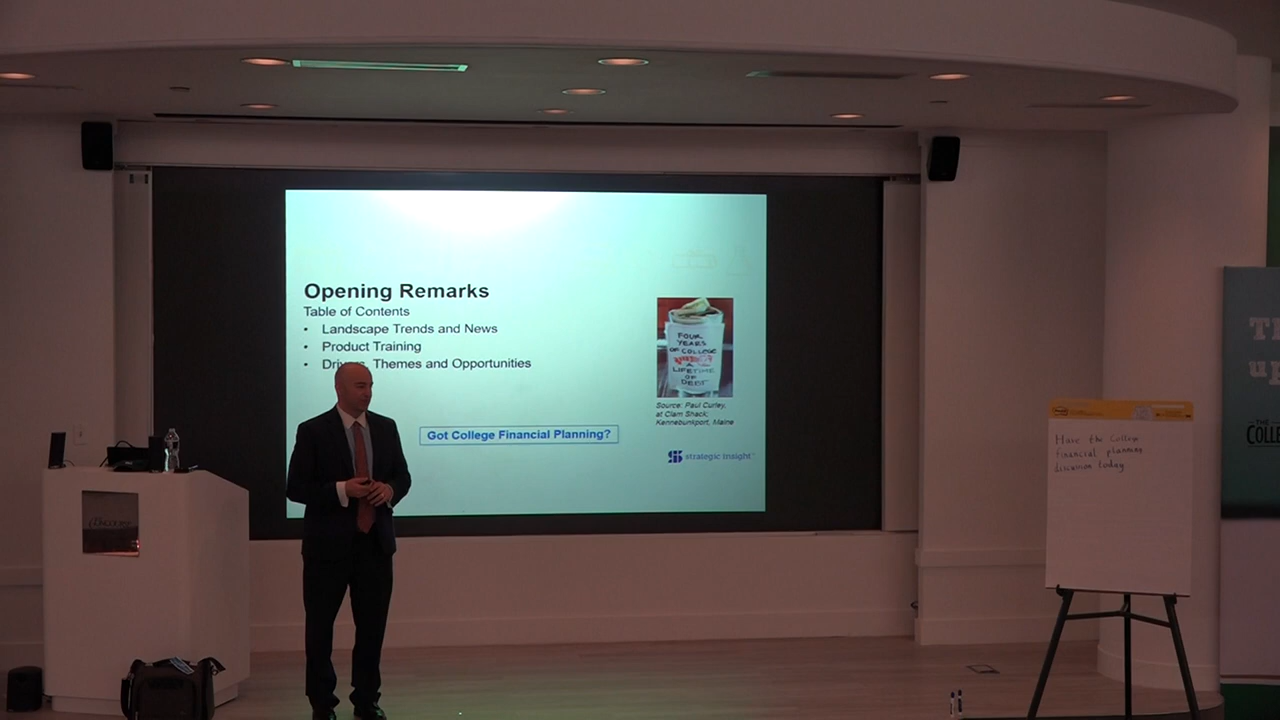 Opening Remarks
Table of Contents
• Landscape Trends and News
• Product Training
• Themes and Opportunities
FOUR
YEARS
OF COLLEGE
A
LIFETIME
OF
DEBT
Source: Paul Curley,
at Clam Shack,
Kennebunkport, Maine
Got College Financial Planning?
strategic insight
Have the College
financial planning
discussion today
THE
COLLE